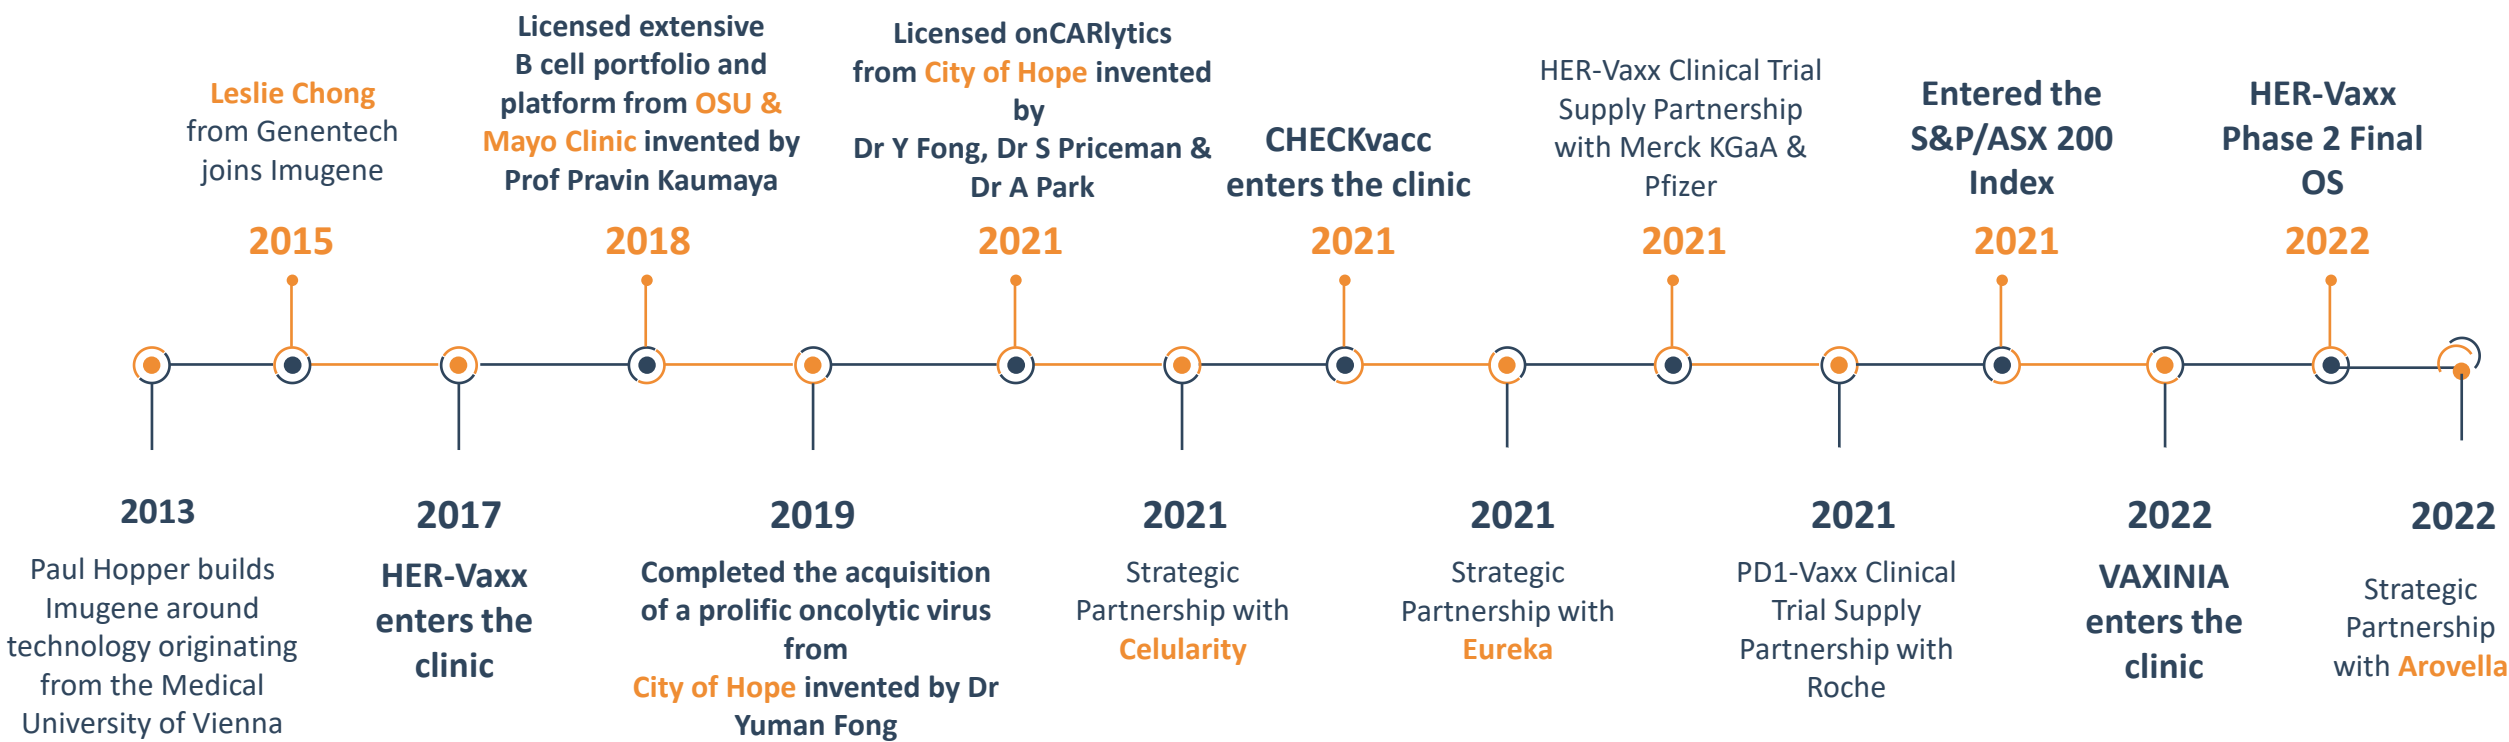 Leslie Chong
from Genentech
joins Imugene
2015
Licensed extensive
B cell portfolio and
platform from OSU &
Mayo Clinic invented by
Prof Pravin Kaumaya
2018
Licensed onCARlytics
from City of Hope invented
by
Dr Y Fong, Dr S Priceman &
Dr A Park
2021
CHECKvacc
enters the clinic
2021
HER-Vaxx Clinical Trial
Supply Partnership
with Merck KGaA &
Pfizer
2021
Entered the
S&P/ASX 200
Index
2021
HER-Vaxx
Phase 2 Final
OS
2022
2013
Paul Hopper builds
Imugene around
technology originating
from the Medical
University of Vienna
2017
HER-Vaxx
enters the
clinic
2019
Completed the acquisition
of a prolific oncolytic virus
from
City of Hope invented by Dr
Yuman Fong
2021
Strategic
Partnership with
Celularity
2021
Strategic
Partnership with
Eureka
2021
PD1-Vaxx Clinical
Trial Supply
Partnership with
Roche
2022
VAXINIA
enters the
clinic
2022
Strategic
Partnership
with Arovella